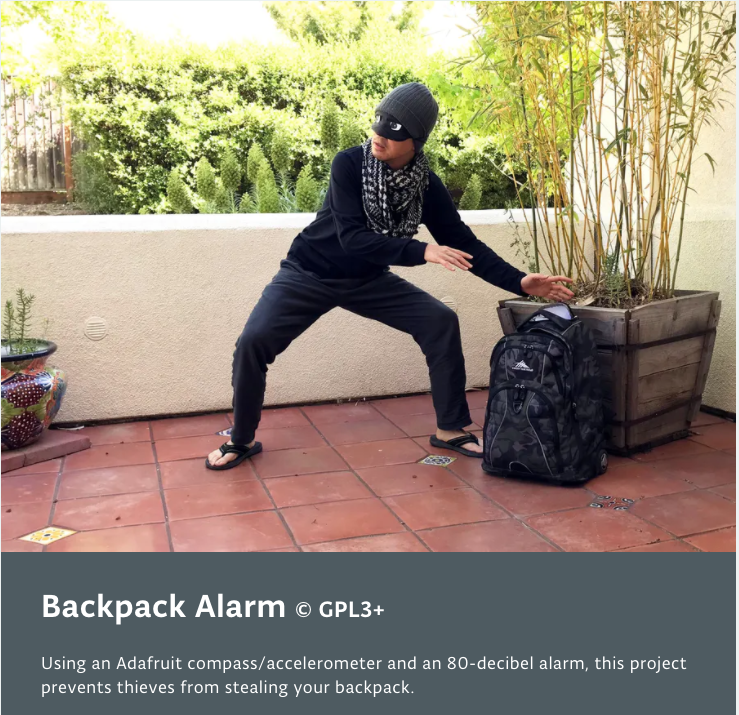 Backpack Alarm © GPL3+
Using an Adafruit compass/accelerometer and an 80-decibel alarm, this project
prevents thieves from stealing your backpack.